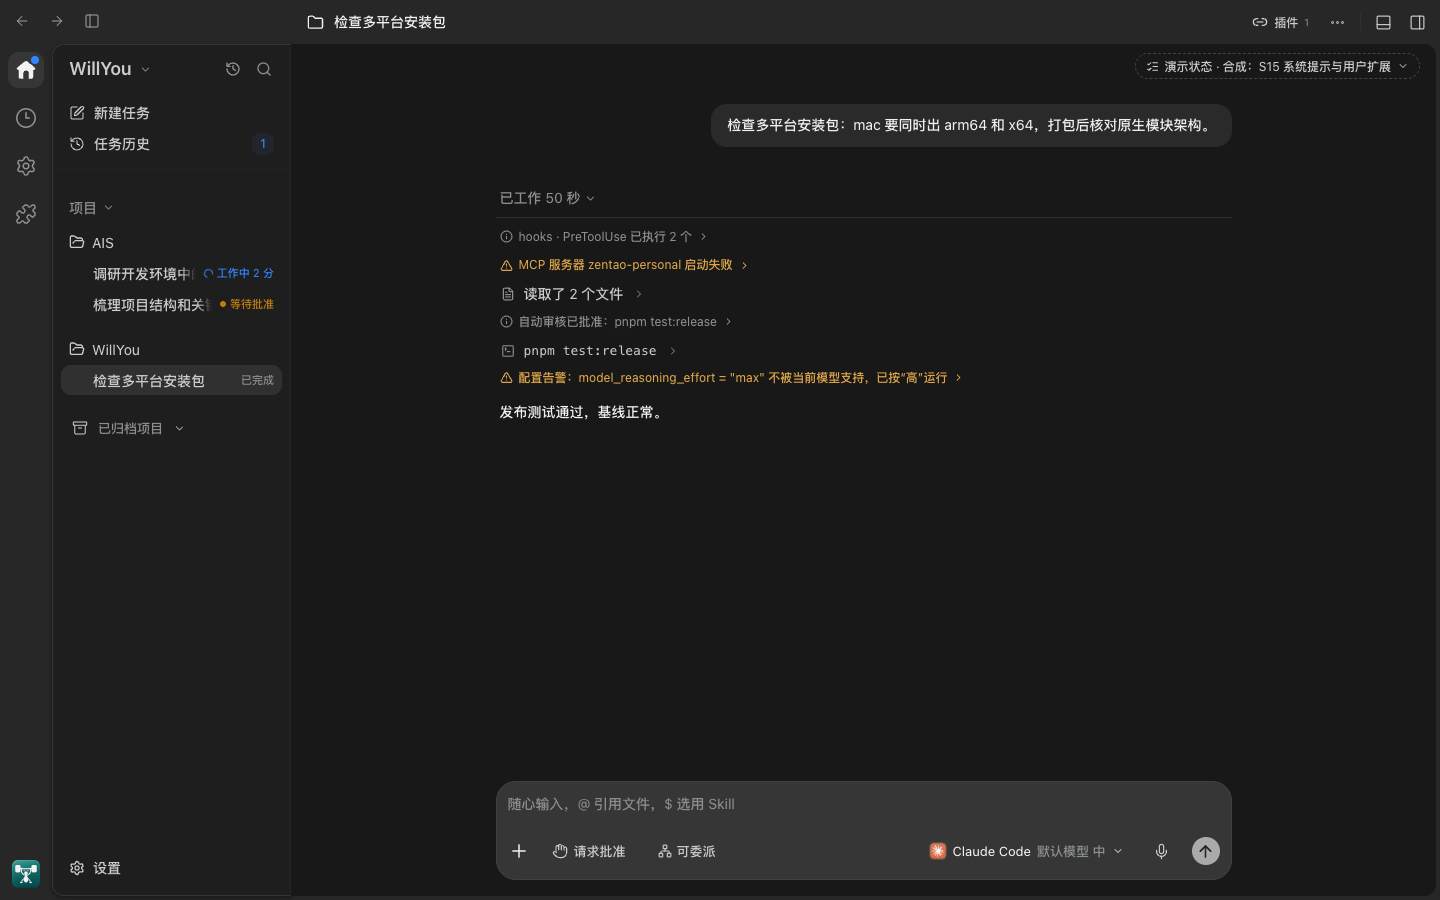 检查多平台安装包
插件 1
WillYou
演示状态 · 合成：S15 系统提示与用户扩展
新建任务
任务历史 1
检查多平台安装包：mac 要同时出 arm64 和 x64，打包后核对原生模块架构。
项目
AIS
调研开发环境中 工作中 2 分
梳理项目结构和关 等待批准
WillYou
检查多平台安装包 已完成
已归档项目
已工作 50 秒
hooks · PreToolUse 已执行 2 个
MCP 服务器 zentao-personal 启动失败
读取了 2 个文件
自动审核已批准：pnpm test:release
pnpm test:release
配置告警：model_reasoning_effort = "max" 不被当前模型支持，已按“高”运行
发布测试通过，基线正常。
随心输入，@ 引用文件，$ 选用 Skill
请求批准 可委派 Claude Code 默认模型 中
设置